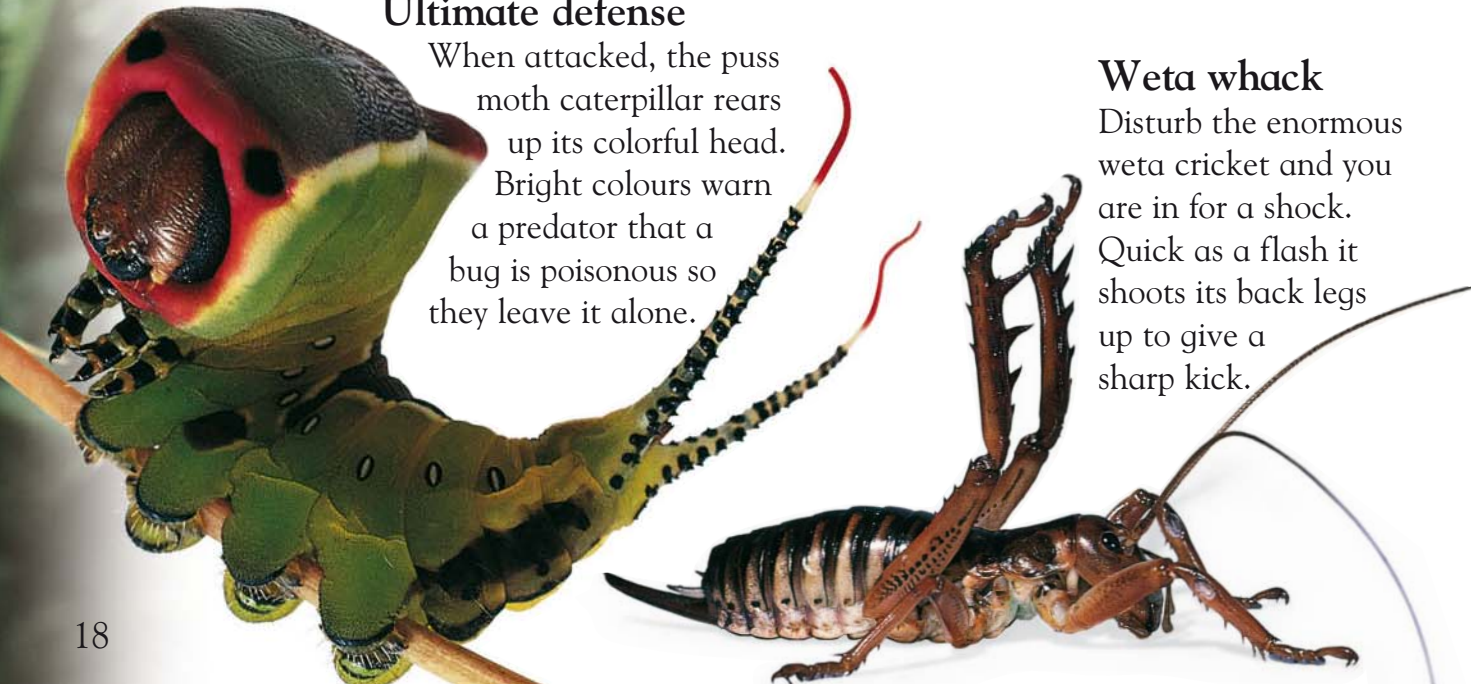 Ultimate defense
When attacked, the puss
moth caterpillar rears
up its colorful head.
Bright colours warn
a predator that a
bug is poisonous so
they leave it alone.
Weta whack
Disturb the enormous
weta cricket and you
are in for a shock.
Quick as a flash it
shoots its back legs
up to give a
sharp kick.
18